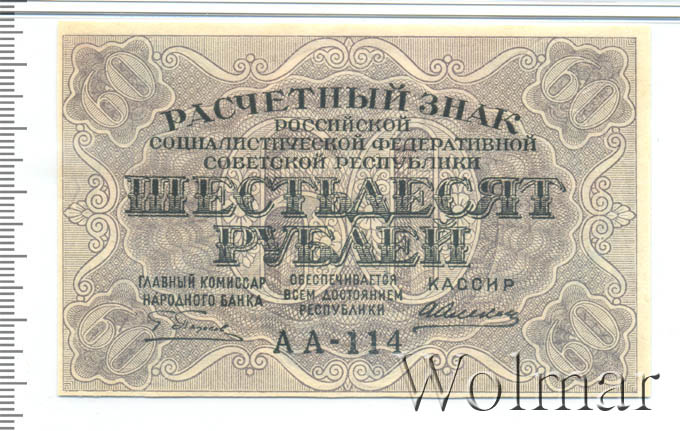 60 60
РАСЧЕТНЫЙ ЗНАК
РОССИЙСКОЙ
СОЦИАЛИСТИЧЕСКОЙ ФЕДЕРАТИВНОЙ
СОВЕТСКОЙ РЕСПУБЛИКИ
ШЕСТЬДЕСЯТ
РУБЛЕЙ
ГЛАВНЫЙ КОМИССАР
НАРОДНОГО БАНКА
ОБЕСПЕЧИВАЕТСЯ
ВСЕМ ДОСТОЯНИЕМ
РЕСПУБЛИКИ
КАССИР
АА-114
60 60
Wolmar